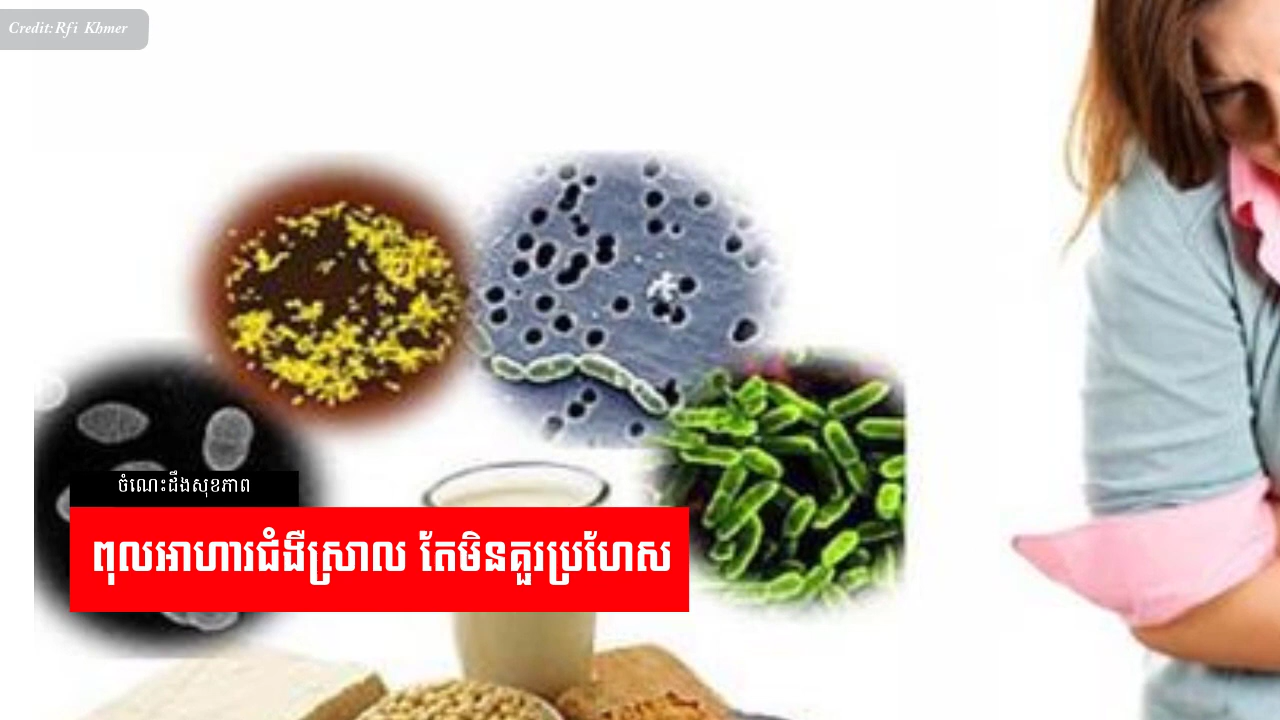 Credit:Rfi Khmer
ចំណេះដឹងសុខភាព
ពុលអាហារជំងឺស្រាល តែមិនគួរប្រហែស